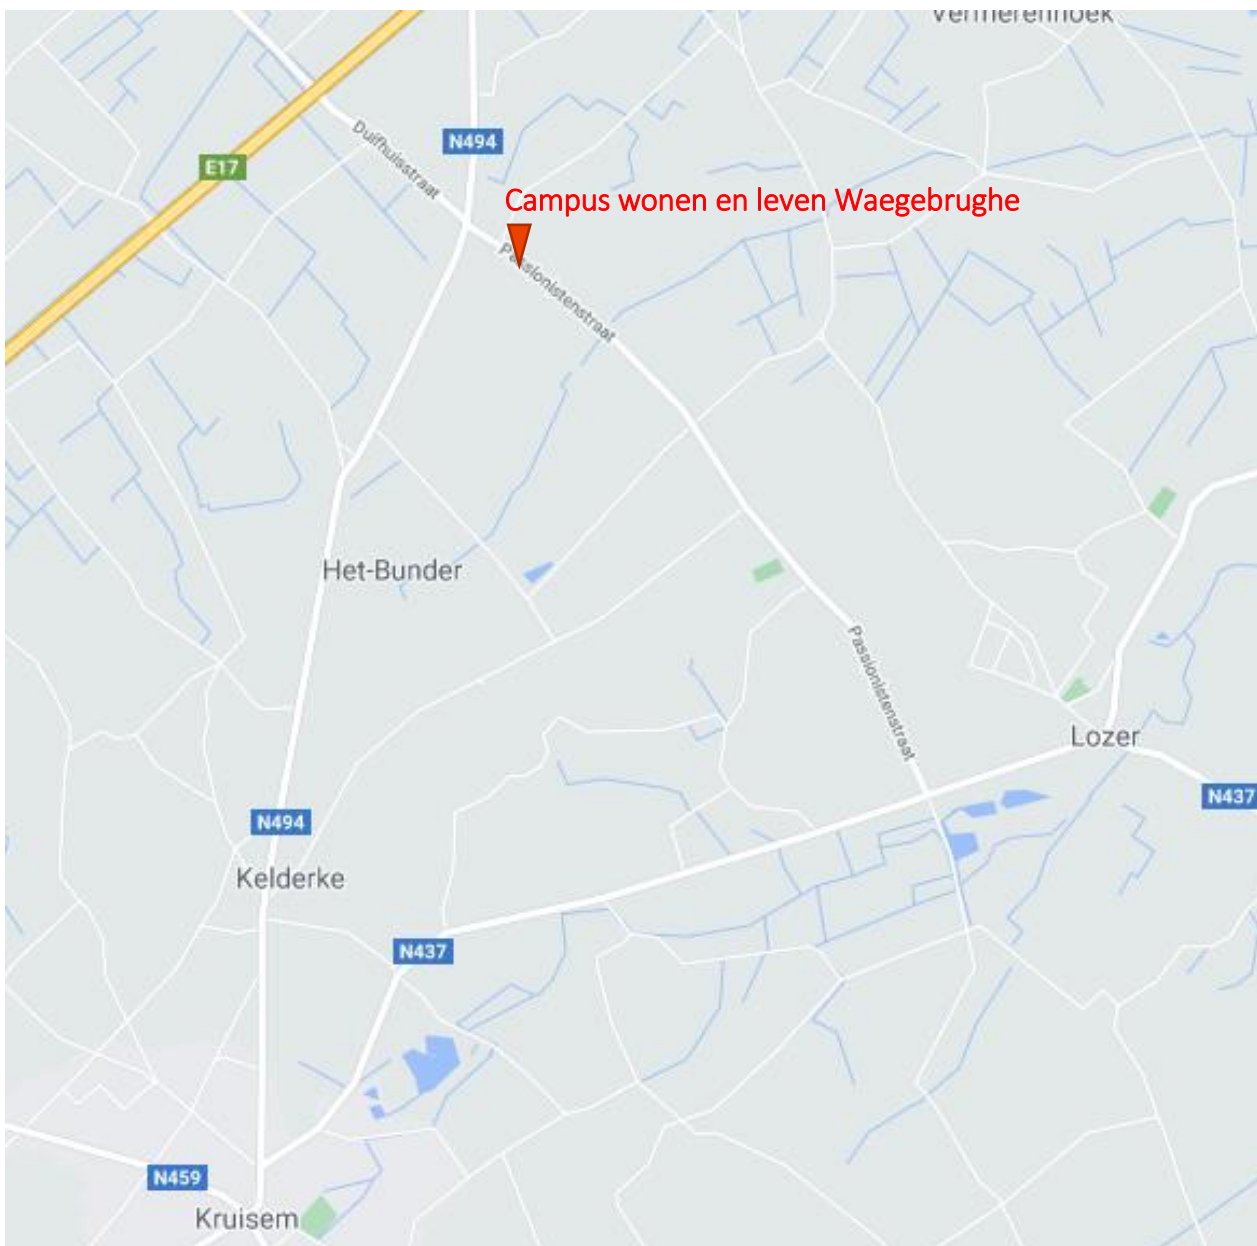 Vermerenhoek
Duifhuisstraat
N494
E17
Campus wonen en leven Waegebrughe
Passionistenstraat
Het-Bunder
Passionistenstraat
Lozer
N437
N494
Kelderke
N437
N459
Kruisem